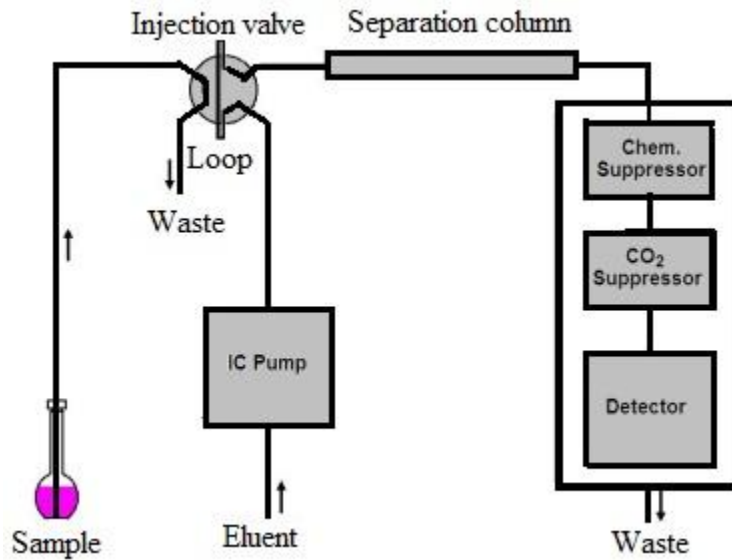 Injection valve
Separation column
Loop
Waste
Chem.
Suppressor
CO₂
Suppressor
IC Pump
Detector
Sample
Eluent
Waste